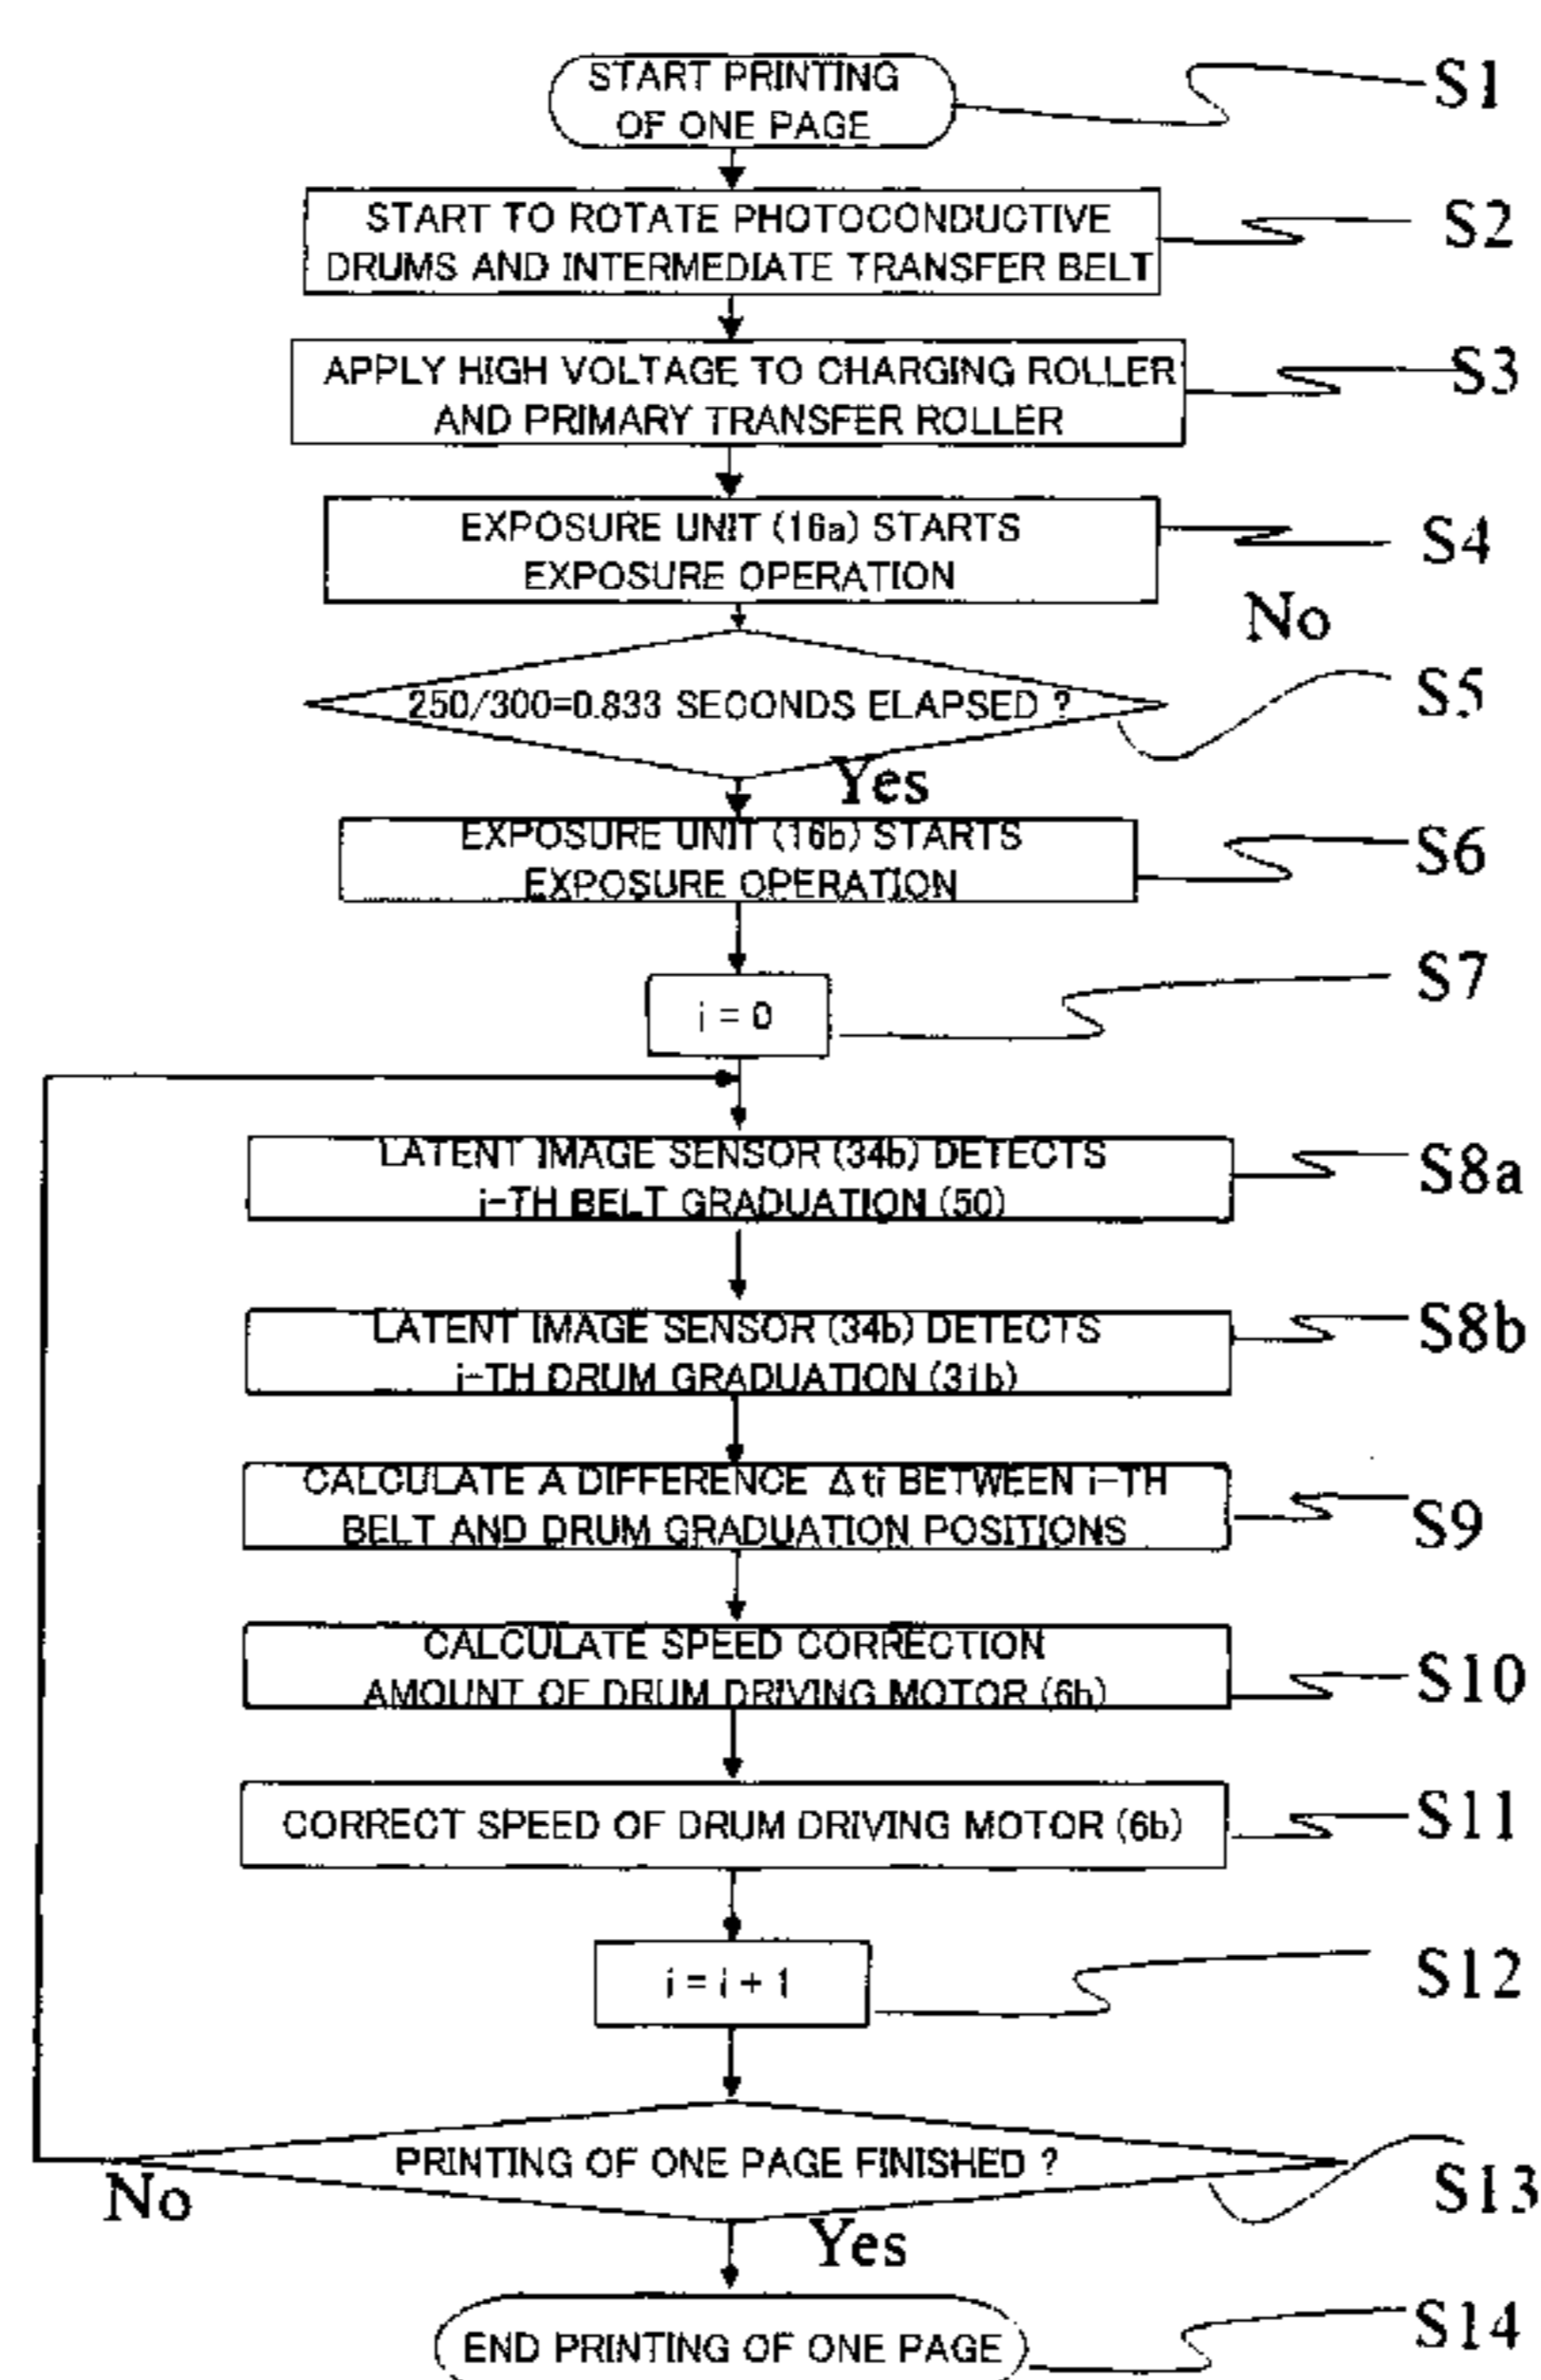 START PRINTING
OF ONE PAGE
S1
START TO ROTATE PHOTOCONDUCTIVE
DRUMS AND INTERMEDIATE TRANSFER BELT
S2
APPLY HIGH VOLTAGE TO CHARGING ROLLER
AND PRIMARY TRANSFER ROLLER
S3
EXPOSURE UNIT (16a) STARTS
EXPOSURE OPERATION
S4
No
250/300=0.833 SECONDS ELAPSED ?
S5
Yes
EXPOSURE UNIT (16b) STARTS
EXPOSURE OPERATION
S6
i = 0
S7
LATENT IMAGE SENSOR (34b) DETECTS
i-TH BELT GRADUATION (50)
S8a
LATENT IMAGE SENSOR (34b) DETECTS
i-TH DRUM GRADUATION (31b)
S8b
CALCULATE A DIFFERENCE Δti BETWEEN i-TH
BELT AND DRUM GRADUATION POSITIONS
S9
CALCULATE SPEED CORRECTION
AMOUNT OF DRUM DRIVING MOTOR (6b)
S10
CORRECT SPEED OF DRUM DRIVING MOTOR (6b)
S11
i = i + 1
S12
PRINTING OF ONE PAGE FINISHED ?
S13
No
Yes
END PRINTING OF ONE PAGE
S14